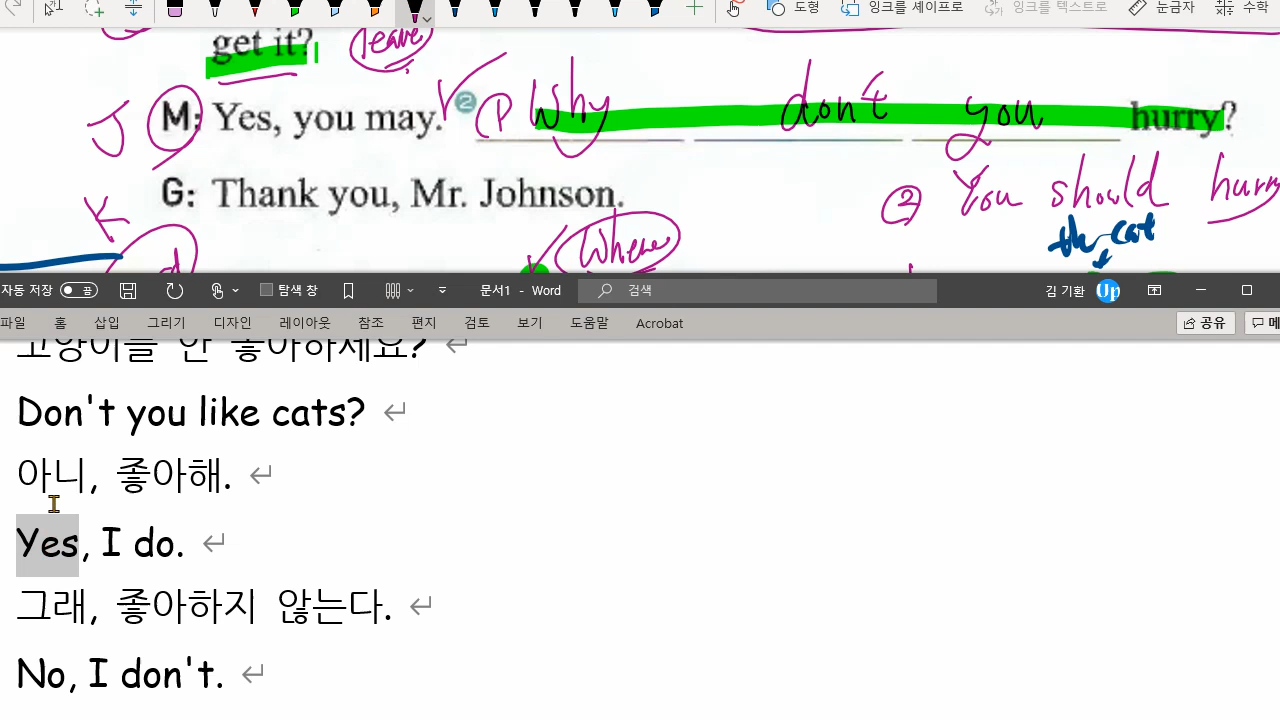 도형 잉크를 셰이프로 잉크를 텍스트로 눈금자 수학
get it? leave
J M: Yes, you may. ② Why don't you hurry?
K G: Thank you, Mr. Johnson. ② You should hurry
Where the cat
자동 저장 끔 탐색 창 문서1 - Word 검색 김 기환 Up
파일 홈 삽입 그리기 디자인 레이아웃 참조 편지 검토 보기 도움말 Acrobat 공유 메
고양이를 안 좋아하세요?
Don't you like cats?
아니, 좋아해.
Yes, I do.
그래, 좋아하지 않는다.
No, I don't.